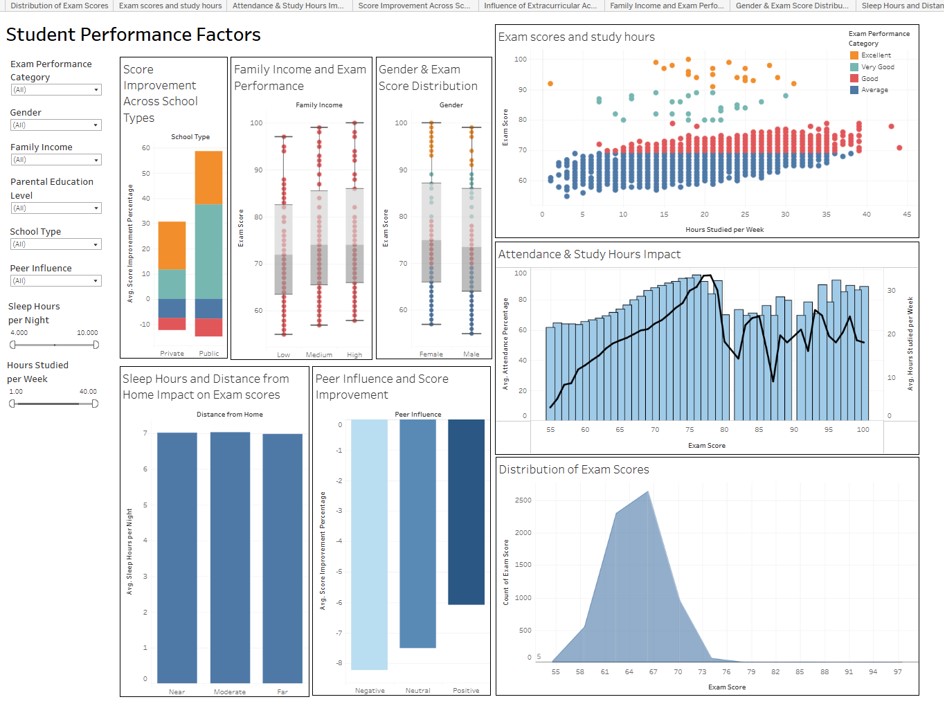 Distribution of Exam Scores
Exam scores and study hours
Attendance & Study Hours Im...
Score Improvement Across Sc...
Influence of Extracurricular Ac...
Family Income and Exam Perfo...
Gender & Exam Score Distribu...
Sleep Hours and Distan
Student Performance Factors
Exam Performance
Category
(All)
Gender
(All)
Family Income
(All)
Parental Education
Level
(All)
School Type
(All)
Peer Influence
(All)
Sleep Hours
per Night
4.000 10.000
Hours Studied
per Week
1.00 40.00
Score
Improvement
Across School
Types
School Type
Avg. Score Improvement Percentage
60
50
40
30
20
10
0
-10
Private Public
Family Income and Exam
Performance
Family Income
Exam Score
100
90
80
70
60
Low Medium High
Gender & Exam
Score Distribution
Gender
Exam Score
100
90
80
70
60
Female Male
Exam scores and study hours
Exam Score
100
90
80
70
60
0 5 10 15 20 25 30 35 40 45
Hours Studied per Week
Exam Performance
Category
Excellent
Very Good
Good
Average
Attendance & Study Hours Impact
Avg. Attendance Percentage
100
80
60
40
20
0
30
20
10
0
Avg. Hours Studied per Week
55 60 65 70 75 80 85 90 95 100
Exam Score
Sleep Hours and Distance from
Home Impact on Exam scores
Distance from Home
Avg. Sleep Hours per Night
7
6
5
4
3
2
1
0
Near Moderate Far
Peer Influence and Score
Improvement
Peer Influence
Avg. Score Improvement Percentage
0
-1
-2
-3
-4
-5
-6
-7
-8
Negative Neutral Positive
Distribution of Exam Scores
Count of Exam Score
2500
2000
1500
1000
500
0 5
55 58 61 64 67 70 73 76 79 82 85 88 91 94 97
Exam Score